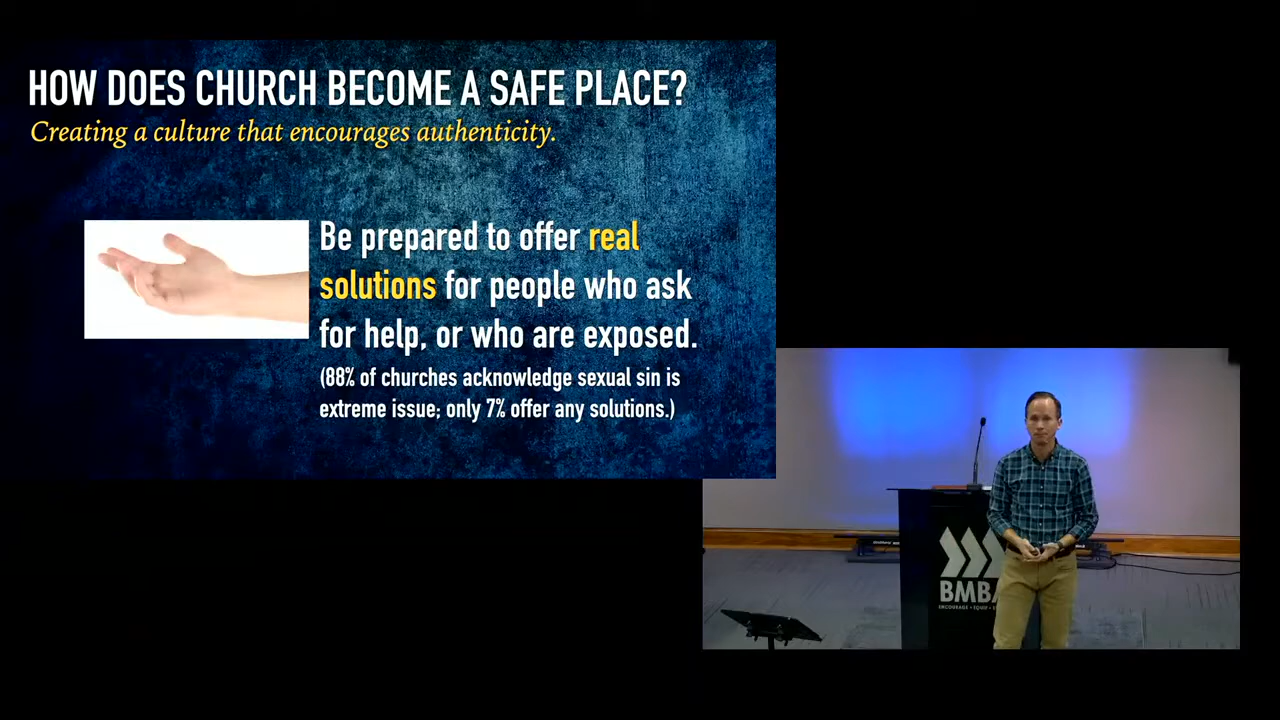 HOW DOES CHURCH BECOME A SAFE PLACE?
Creating a culture that encourages authenticity.
Be prepared to offer real
solutions for people who ask
for help, or who are exposed.
(88% of churches acknowledge sexual sin is
extreme issue; only 7% offer any solutions.)
BMBA
ENCOURAGE • EQUIP •